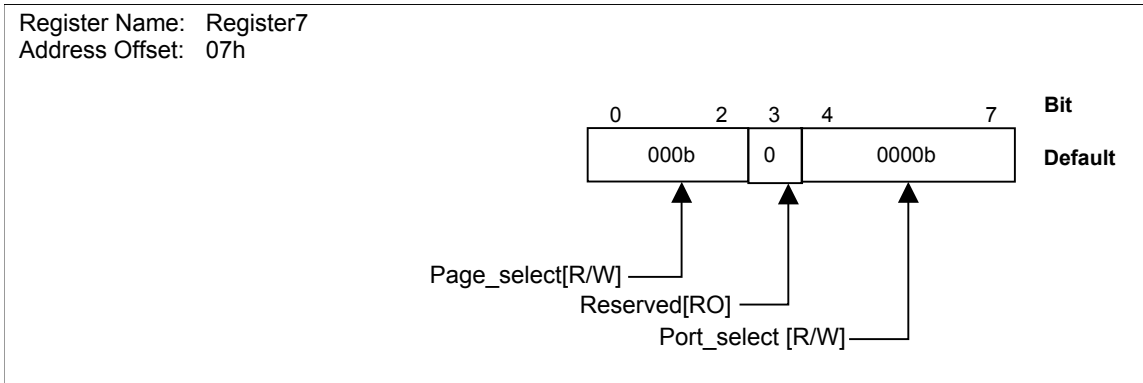 Register Name: Register7
Address Offset: 07h
0 2 3 4 7 Bit
000b 0 0000b Default
Page_select[R/W]
Reserved[RO]
Port_select [R/W]